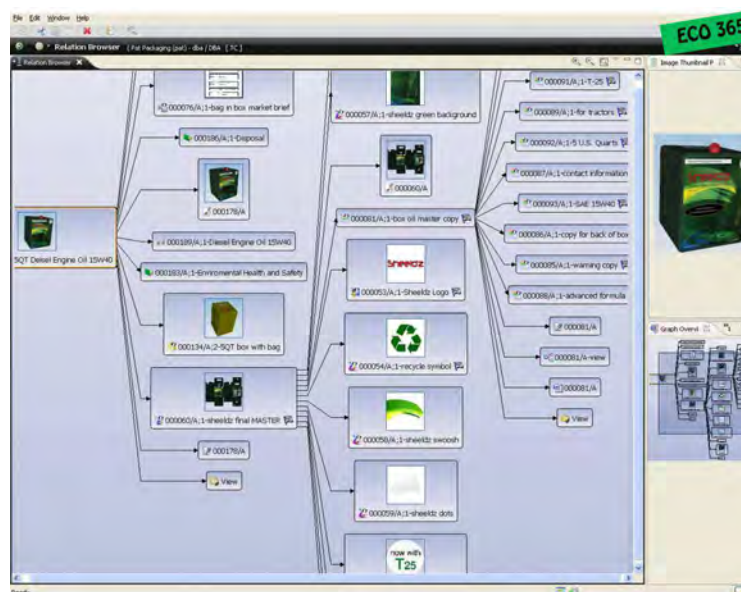 File Edit Window Help
ECO 365
Relation Browser ( Pat Packaging (pat) - dba / DBA [ 7C ]
Relation Browser
Image Thumbnail P
000076/A;1-bag in box market brief
000186/A;1-Disposal
000178/A
5QT Deisel Engine Oil 15W40
000189/A;1-Diesel Engine Oil 15W40
000183/A;1-Enviromental Health and Safety
000134/A;2-5QT box with bag
000060/A;1-sheeldz final MASTER
000178/A
View
000057/A;1-sheeldz green background
000060/A
000081/A;1-box oil master copy
SHEELDZ
000053/A;1-Sheeldz Logo
000054/A;1-recycle symbol
000058/A;1-sheeldz swoosh
000059/A;1-sheeldz dots
now with
T25
000091/A;1-T-25
000089/A;1-for tractors
000092/A;1-5 U.S. Quarts
000087/A;1-contact information
000093/A;1-SAE 15W40
000086/A;1-copy for back of box
000085/A;1-warning copy
000088/A;1-advanced formula
000081/A
000081/A-view
000081/A
View
SHEELDZ
Graph Overvi